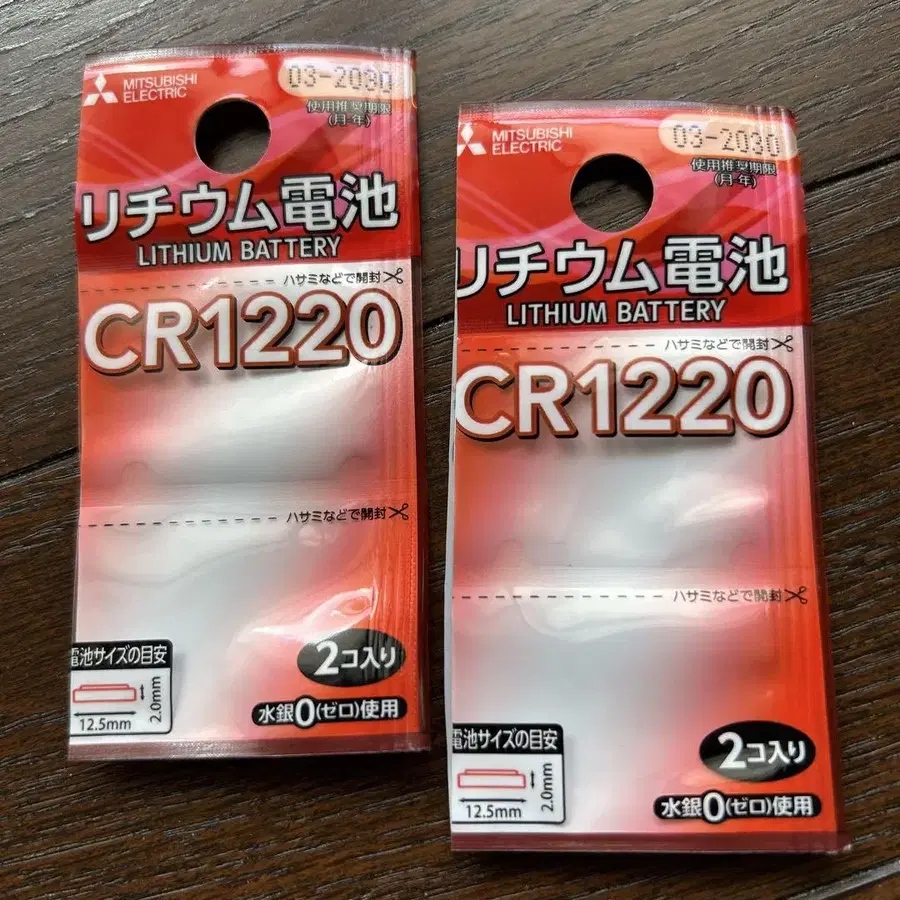 MITSUBISHI
ELECTRIC
03-2030
使用推奨期限
(月-年)
リチウム電池
LITHIUM BATTERY
ハサミなどで開封
CR1220
ハサミなどで開封
電池サイズの目安
2.0mm
12.5mm
2コ入り
水銀0(ゼロ)使用
MITSUBISHI
ELECTRIC
03-2030
使用推奨期限
(月-年)
リチウム電池
LITHIUM BATTERY
ハサミなどで開封
CR1220
ハサミなどで開封
電池サイズの目安
2.0mm
12.5mm
2コ入り
水銀0(ゼロ)使用